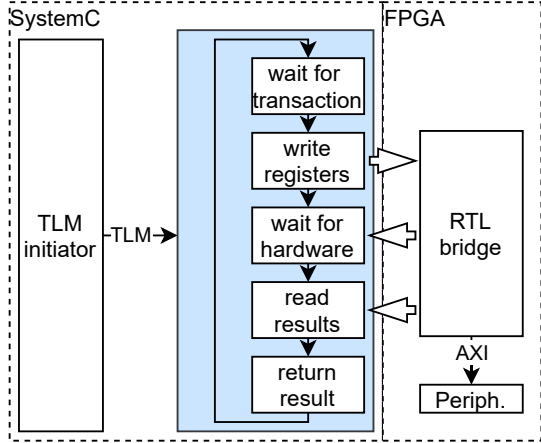 SystemC
FPGA
TLM
initiator
TLM
wait for
transaction
write
registers
wait for
hardware
read
results
return
result
RTL
bridge
AXI
Periph.